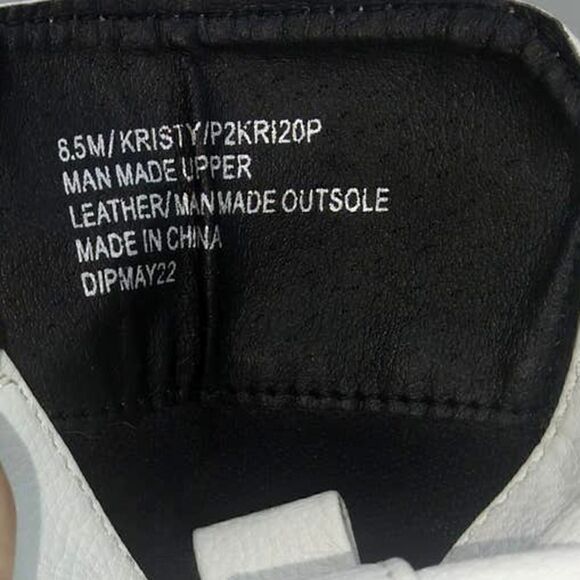 8.5M/KRISTY/P2KRI20P
MAN MADE UPPER
LEATHER/MAN MADE OUTSOLE
MADE IN CHINA
DIPMAY22